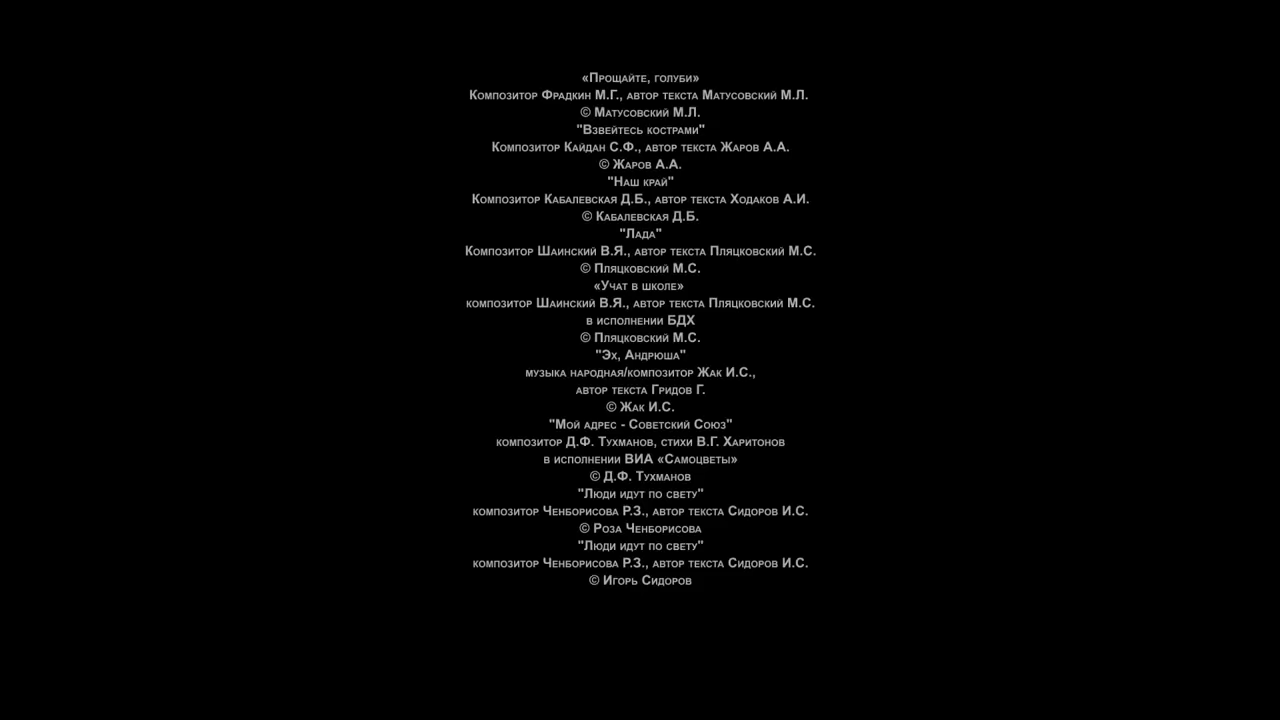 «Прощайте, голуби»
Композитор Фрадкин М.Г., автор текста Матусовский М.Л.
© Матусовский М.Л.
"Взвейтесь кострами"
Композитор Кайдан С.Ф., автор текста Жаров А.А.
© Жаров А.А.
"Наш край"
Композитор Кабалевская Д.Б., автор текста Ходаков А.И.
© Кабалевская Д.Б.
"Лада"
Композитор Шаинский В.Я., автор текста Пляцковский М.С.
© Пляцковский М.С.
«Учат в школе»
композитор Шаинский В.Я., автор текста Пляцковский М.С.
в исполнении БДХ
© Пляцковский М.С.
"Эх, Андрюша"
музыка народная/композитор Жак И.С.,
автор текста Гридов Г.
© Жак И.С.
"Мой адрес - Советский Союз"
композитор Д.Ф. Тухманов, стихи В.Г. Харитонов
в исполнении ВИА «Самоцветы»
© Д.Ф. Тухманов
"Люди идут по свету"
композитор Ченборисова Р.З., автор текста Сидоров И.С.
© Роза Ченборисова
"Люди идут по свету"
композитор Ченборисова Р.З., автор текста Сидоров И.С.
© Игорь Сидоров